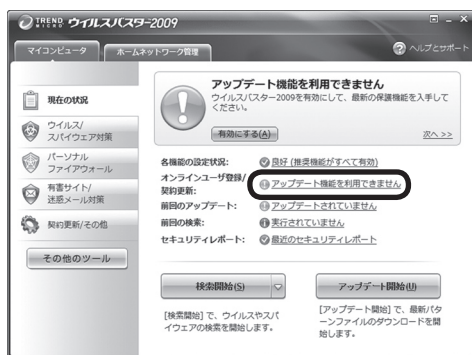 TREND MICRO ウイルスバスター2009
マイコンピュータ
ホームネットワーク管理
ヘルプとサポート
現在の状況
ウイルス/
スパイウェア対策
パーソナル
ファイアウォール
有害サイト/
迷惑メール対策
契約更新/その他
その他のツール
アップデート機能を利用できません
ウイルスバスター2009を有効にして、最新の保護機能を入手して
ください。
有効にする(A)
次へ >>
各機能の設定状況: 良好 (推奨機能がすべて有効)
オンラインユーザ登録/
契約更新: アップデート機能を利用できません
前回のアップデート: アップデートされていません
前回の検索: 実行されていません
セキュリティレポート: 最近のセキュリティレポート
検索開始(S)
[検索開始] で、ウイルスやスパ
イウェアの検索を開始します。
アップデート開始(U)
[アップデート開始] で、最新パタ
ーンファイルのダウンロードを開
始します。